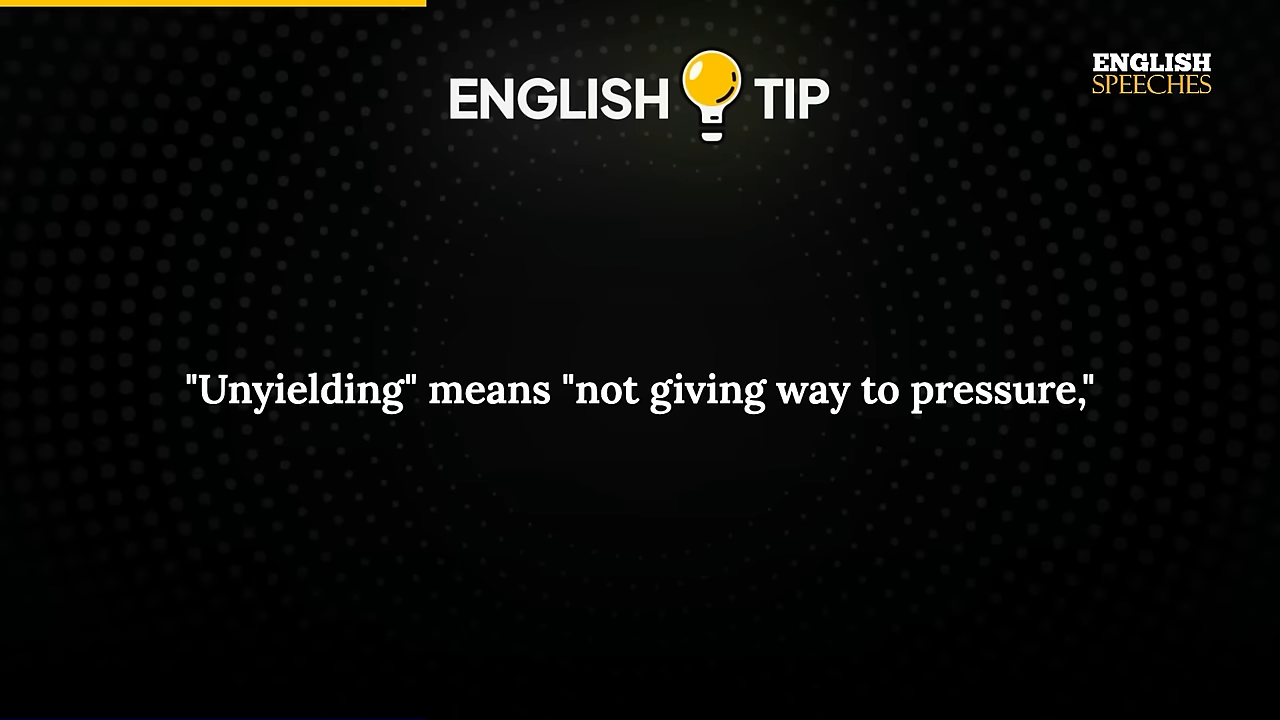 ENGLISH TIP
ENGLISH
SPEECHES
"Unyielding" means "not giving way to pressure,"